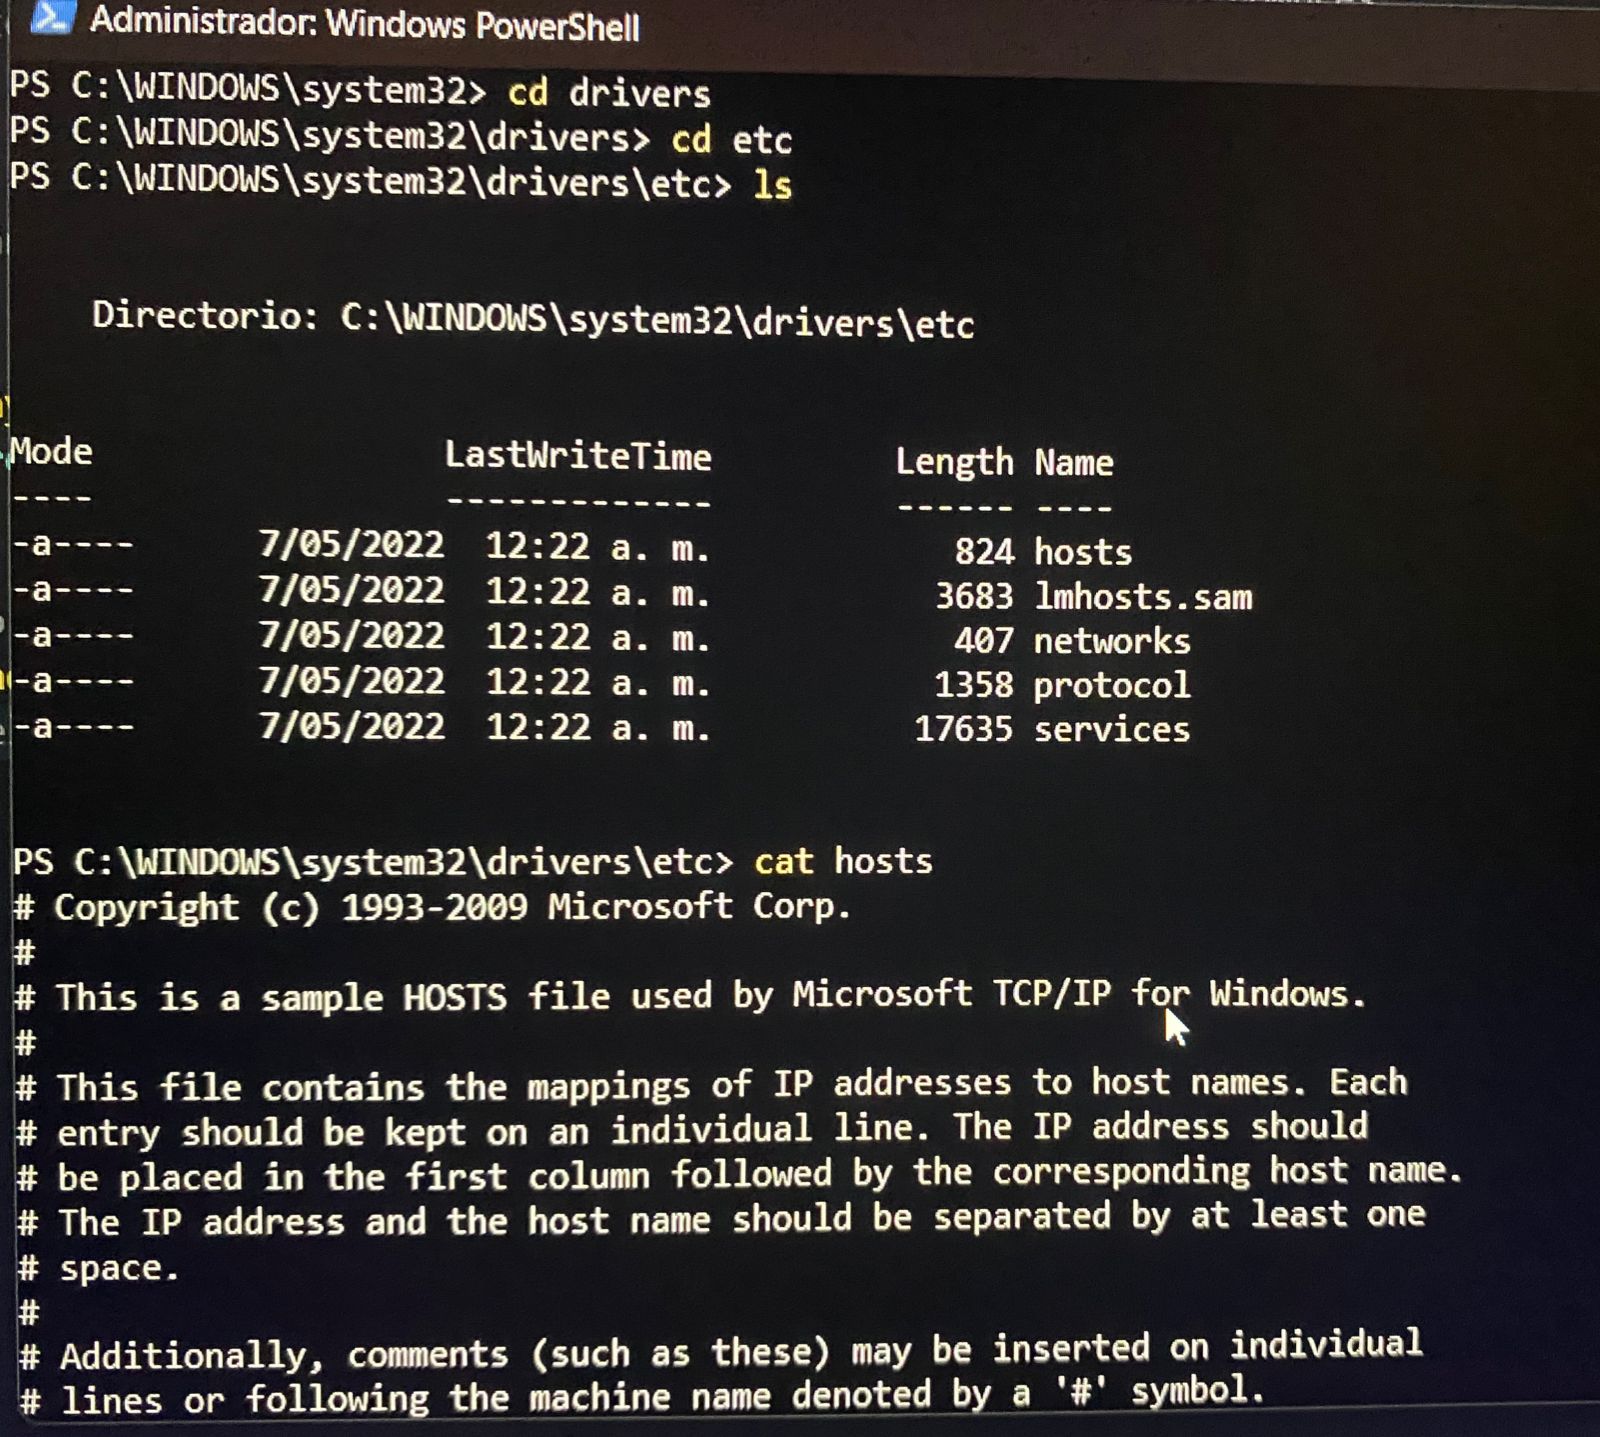 Administrador: Windows PowerShell
PS C:\WINDOWS\system32> cd drivers
PS C:\WINDOWS\system32\drivers> cd etc
PS C:\WINDOWS\system32\drivers\etc> ls
Directorio: C:\WINDOWS\system32\drivers\etc
Mode LastWriteTime Length Name
---- ------------- ------ ----
-a---- 7/05/2022 12:22 a. m. 824 hosts
-a---- 7/05/2022 12:22 a. m. 3683 lmhosts.sam
-a---- 7/05/2022 12:22 a. m. 407 networks
-a---- 7/05/2022 12:22 a. m. 1358 protocol
-a---- 7/05/2022 12:22 a. m. 17635 services
PS C:\WINDOWS\system32\drivers\etc> cat hosts
# Copyright (c) 1993-2009 Microsoft Corp.
#
# This is a sample HOSTS file used by Microsoft TCP/IP for Windows.
#
# This file contains the mappings of IP addresses to host names. Each
# entry should be kept on an individual line. The IP address should
# be placed in the first column followed by the corresponding host name.
# The IP address and the host name should be separated by at least one
# space.
#
# Additionally, comments (such as these) may be inserted on individual
# lines or following the machine name denoted by a '#' symbol.